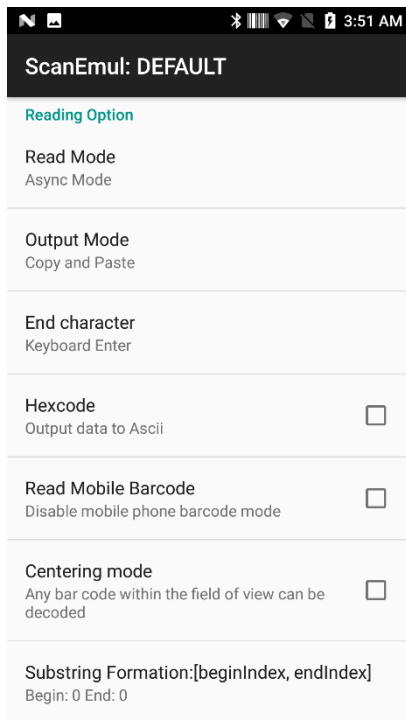 3:51 AM
ScanEmul: DEFAULT
Reading Option
Read Mode
Async Mode
Output Mode
Copy and Paste
End character
Keyboard Enter
Hexcode
Output data to Ascii
Read Mobile Barcode
Disable mobile phone barcode mode
Centering mode
Any bar code within the field of view can be
decoded
Substring Formation:[beginIndex, endIndex]
Begin: 0 End: 0